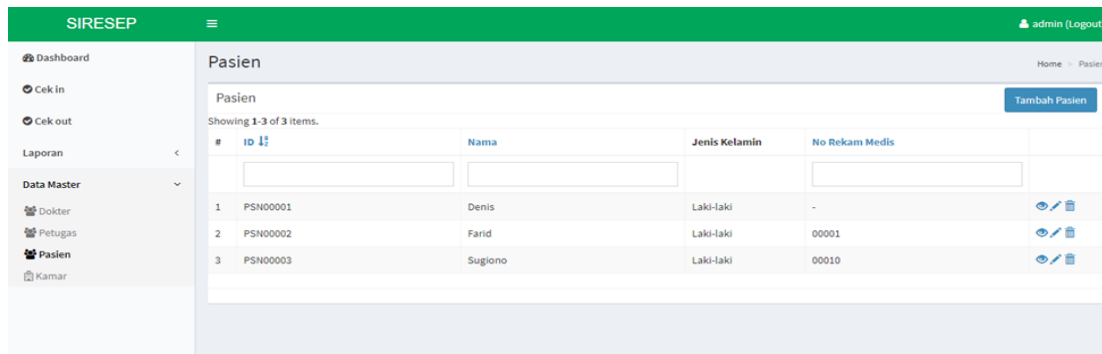 SIRESEP
admin (Logout
Dashboard
Cek in
Cek out
Laporan
Data Master
Dokter
Petugas
Pasien
Kamar
Pasien
Home > Pasien
Pasien
Tambah Pasien
Showing 1-3 of 3 items.
# ID Nama Jenis Kelamin No Rekam Medis
1 PSN00001 Denis Laki-laki -
2 PSN00002 Farid Laki-laki 00001
3 PSN00003 Sugiono Laki-laki 00010